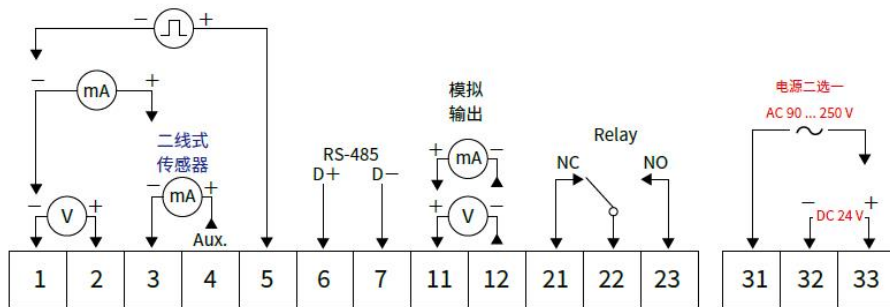 − +
− mA +
二线式
传感器
− mA +
− V +
Aux.
RS-485
D+ D−
模拟
输出
+ mA −
+ V −
Relay
NC NO
电源二选一
AC 90 ... 250 V
− +
DC 24 V
1 2 3 4 5 6 7 11 12 21 22 23 31 32 33